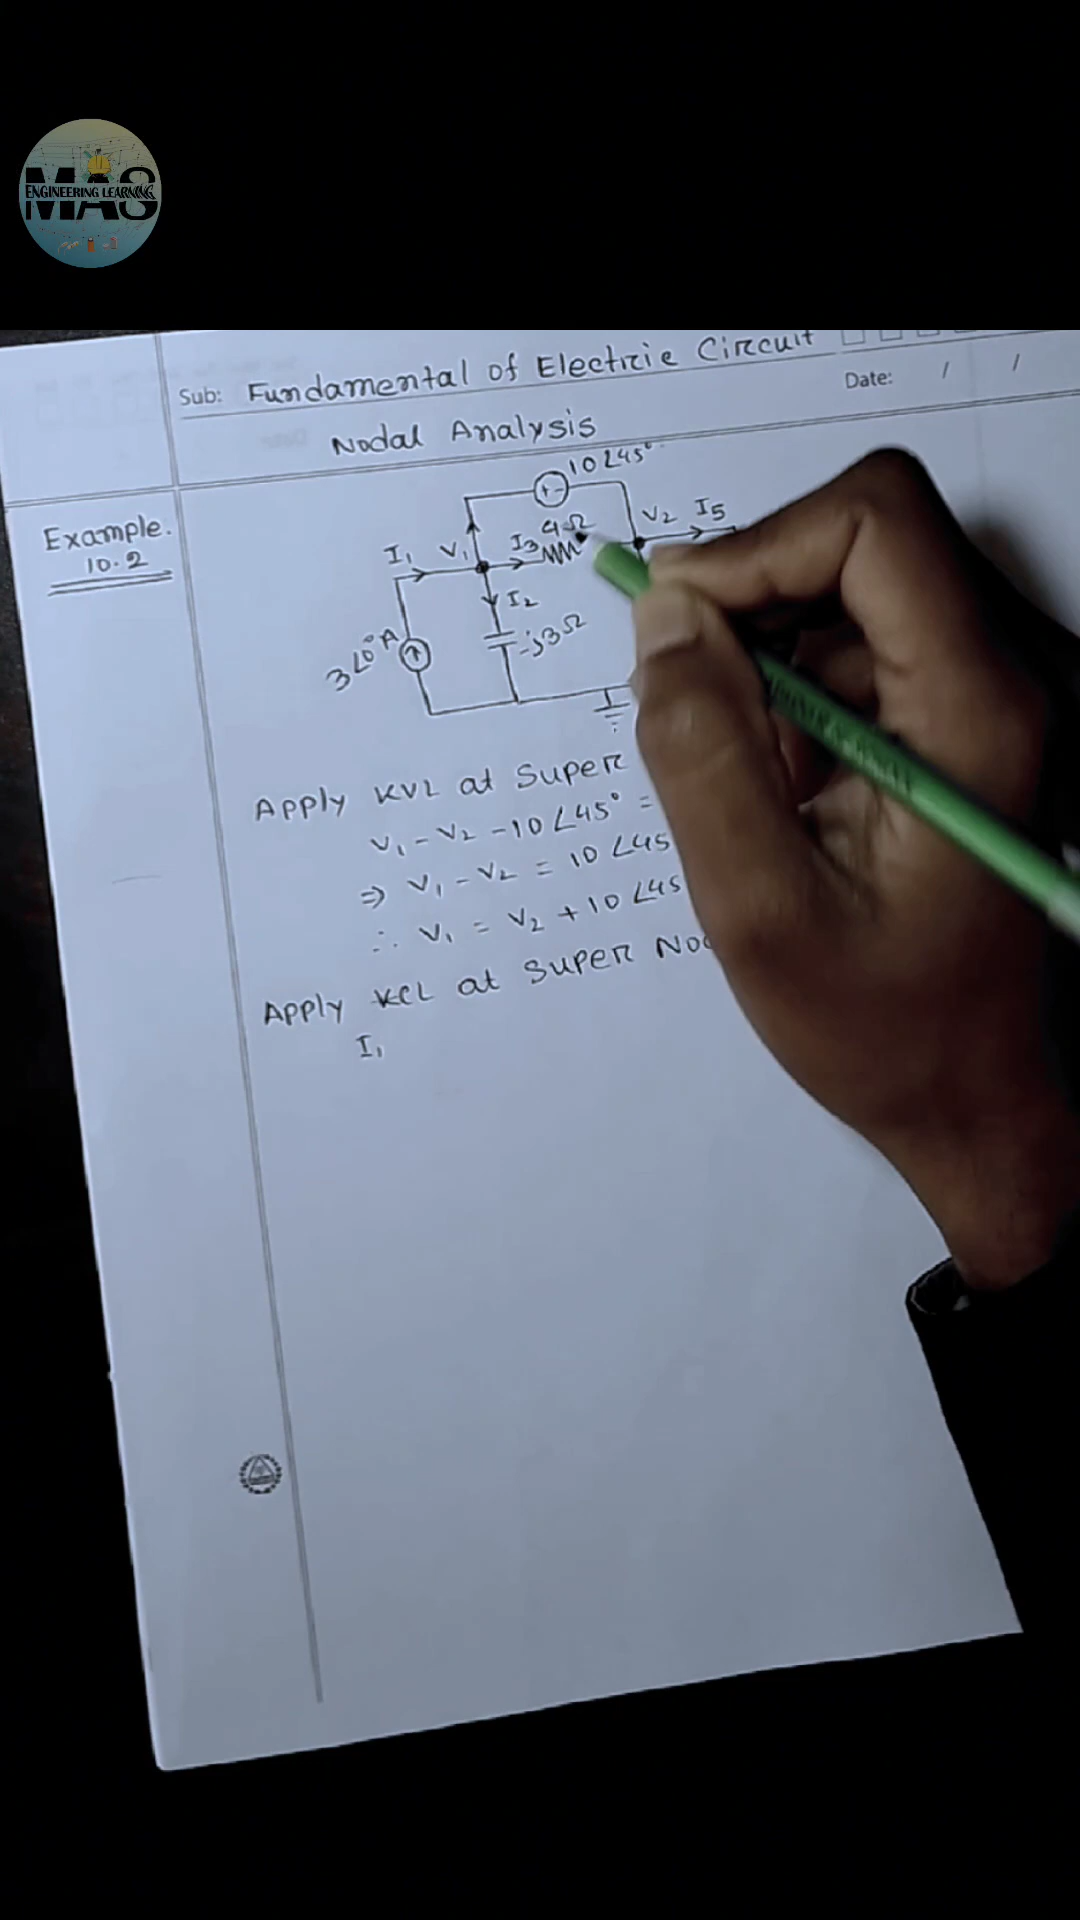 MAS
ENGINEERING LEARNING
Sub: Fundamental of Electric Circuit
Date: / /
Nodal Analysis
Example.
10.2
10∠45°
I₁ V₁ I₃ 4Ω V₂ I₅
I₂
3∠0° A
-j3Ω
Apply KVL at Super
V₁ - V₂ - 10∠45° =
⇒ V₁ - V₂ = 10∠45
∴ V₁ = V₂ + 10∠45
Apply KCL at Super
I₁